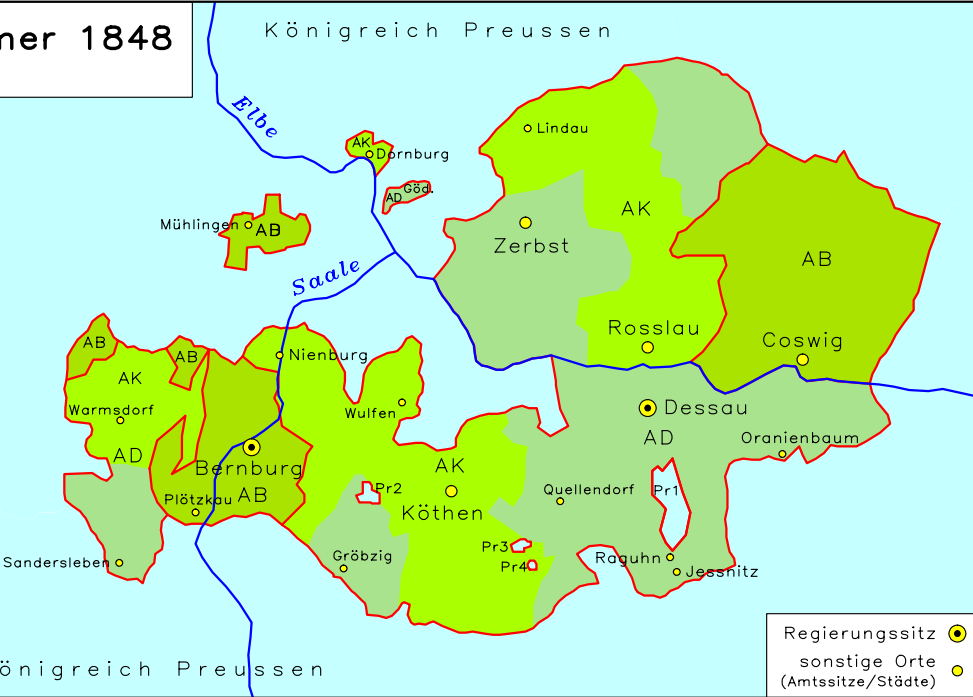 ner 1848
Königreich Preussen
Elbe
Lindau
AK
Dornburg
AD
Göd.
Mühlingen
AB
AK
Zerbst
AB
Saale
Rosslau
Coswig
AB
AB
AK
Nienburg
Warmsdorf
Wulfen
Dessau
AD
Oranienbaum
AD
Bernburg
AB
Plötzkau
AK
Köthen
Pr2
Quellendorf
Pr1
Pr3
Pr4
Gröbzig
Raguhn
Jessnitz
Sandersleben
önigreich Preussen
Regierungssitz
sonstige Orte
(Amtssitze/Städte)